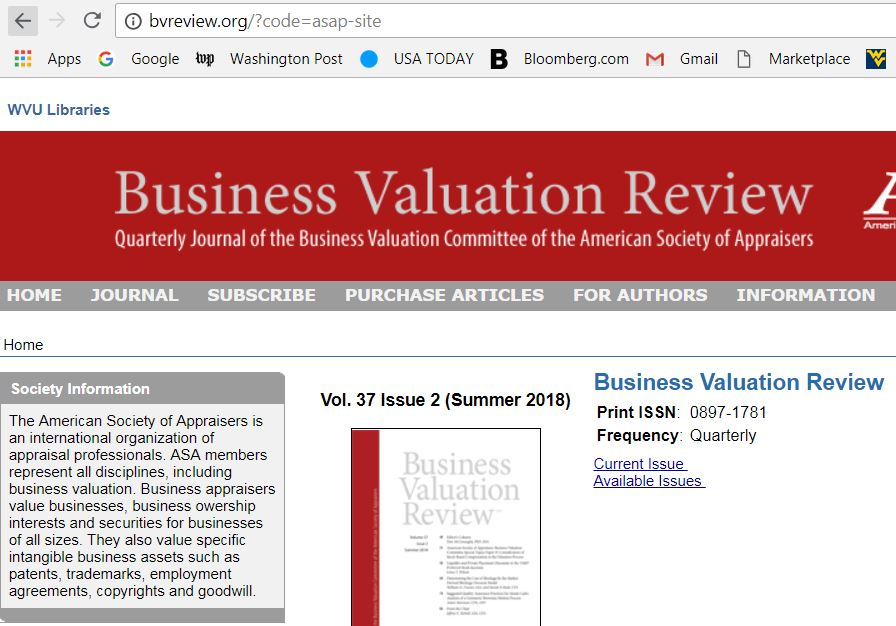 bvreview.org/?code=asap-site
Apps Google wp Washington Post USA TODAY B Bloomberg.com Gmail Marketplace WV
WVU Libraries
Business Valuation Review
Quarterly Journal of the Business Valuation Committee of the American Society of Appraisers
A
Ameri
HOME JOURNAL SUBSCRIBE PURCHASE ARTICLES FOR AUTHORS INFORMATION
Home
Society Information
The American Society of Appraisers is
an international organization of
appraisal professionals. ASA members
represent all disciplines, including
business valuation. Business appraisers
value businesses, business owership
interests and securities for businesses
of all sizes. They also value specific
intangible business assets such as
patents, trademarks, employment
agreements, copyrights and goodwill.
Vol. 37 Issue 2 (Summer 2018)
Business
Valuation
Review™
Business Valuation Review
Print ISSN: 0897-1781
Frequency: Quarterly
Current Issue
Available Issues